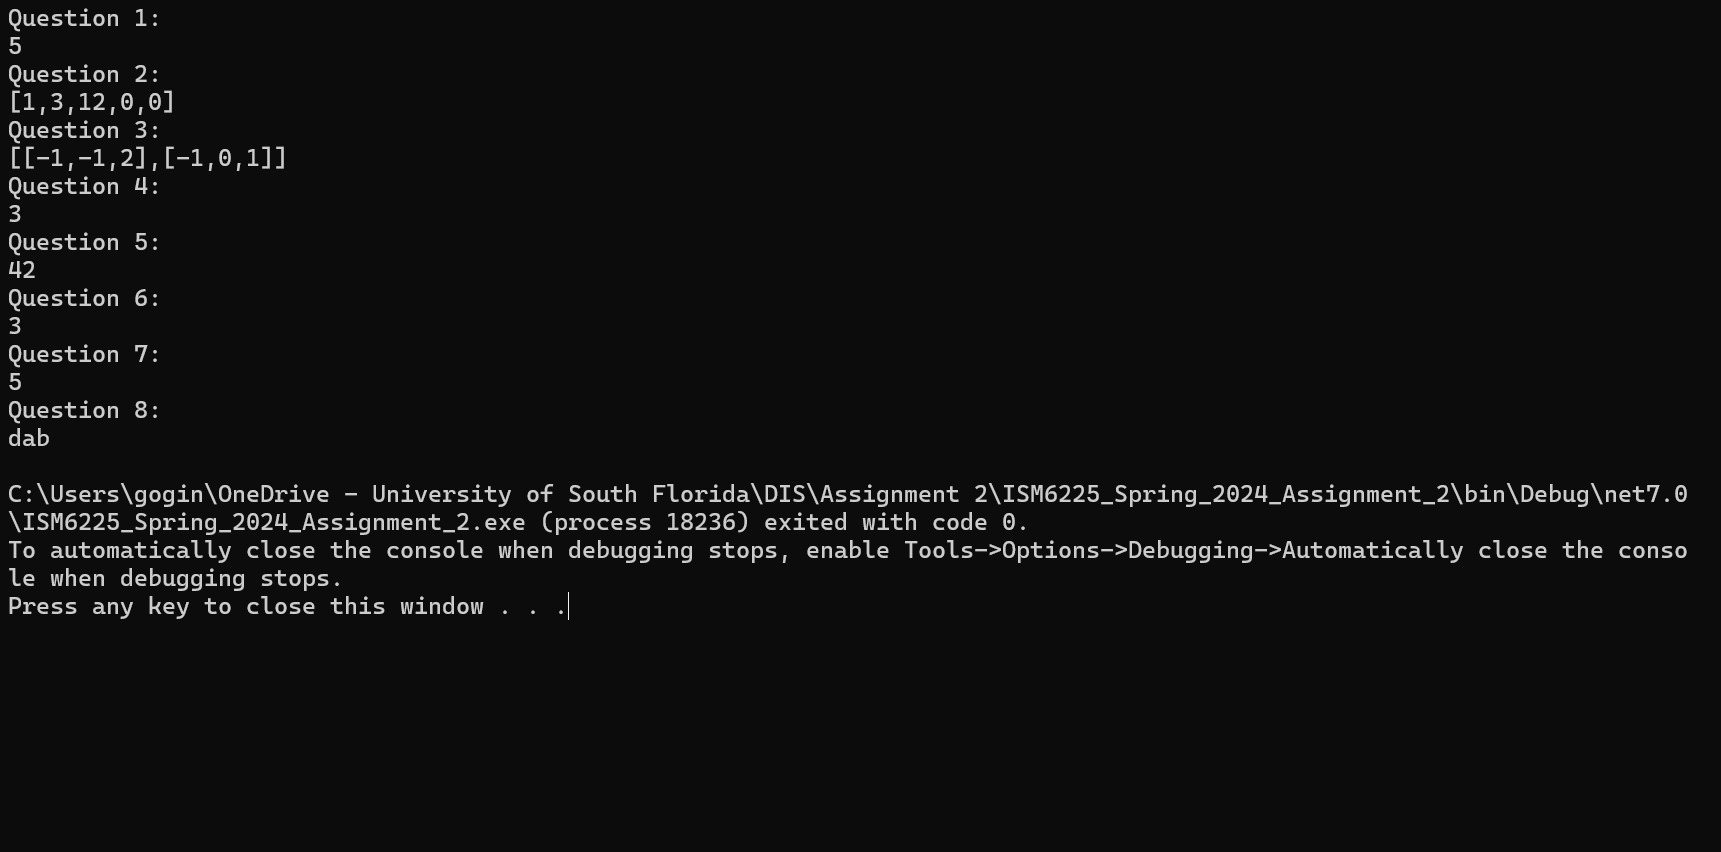 Question 1:
5
Question 2:
[1,3,12,0,0]
Question 3:
[[-1,-1,2],[-1,0,1]]
Question 4:
3
Question 5:
42
Question 6:
3
Question 7:
5
Question 8:
dab
C:\Users\gogin\OneDrive - University of South Florida\DIS\Assignment 2\ISM6225_Spring_2024_Assignment_2\bin\Debug\net7.0
\ISM6225_Spring_2024_Assignment_2.exe (process 18236) exited with code 0.
To automatically close the console when debugging stops, enable Tools->Options->Debugging->Automatically close the conso
le when debugging stops.
Press any key to close this window . . .